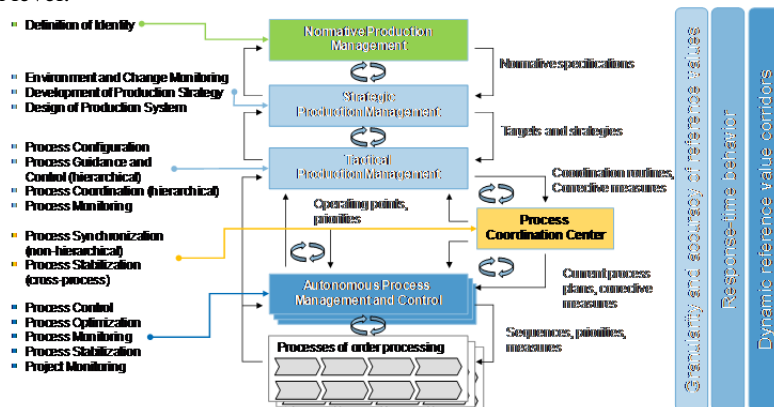 Definition of Identity
Normative Production
Management
Normative specifications
Environment and Change Monitoring
Development of Production Strategy
Design of Production System
Strategic
Production Management
Targets and strategies
Process Configuration
Process Guidance and
Control (hierarchical)
Process Coordination (hierarchical)
Process Monitoring
Tactical
Production Management
Coordination routines,
Corrective measures
Operating points,
priorities
Process
Coordination Center
Process Synchronization
(non-hierarchical)
Process Stabilization
(cross-process)
Autonomous Process
Management and Control
Current process
plans, corrective
measures
Process Control
Process Optimization
Process Monitoring
Process Stabilization
Project Monitoring
Sequences, priorities,
measures
Processes of order processing
Granularity and accuracy of reference values
Response-time behavior
Dynamic reference value corridors